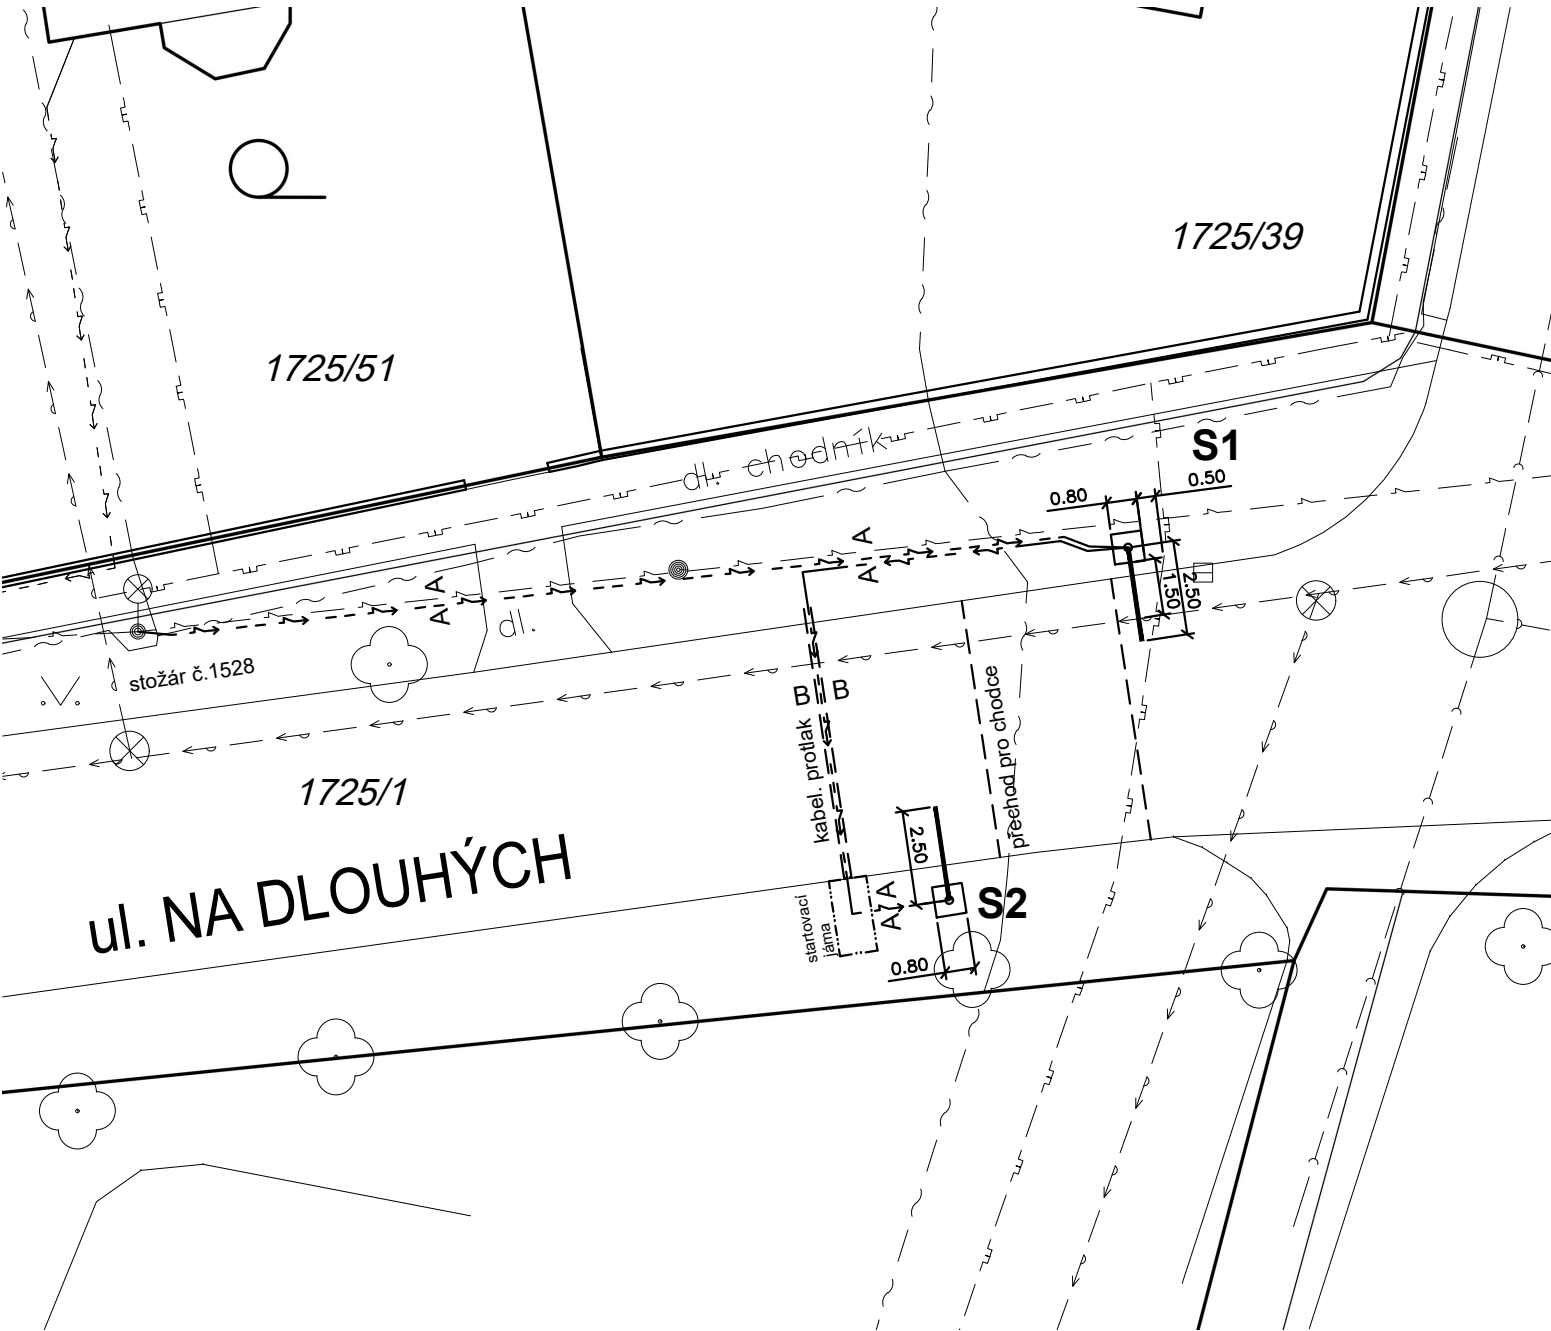 1725/39
1725/51
S1
0.50
0.80
dl. chodník
A
A
A
A
1.50
2.50
dl.
stožár č.1528
B B
kabel. protlak
přechod pro chodce
1725/1
ul. NA DLOUHÝCH
2.50
A
A
S2
startovací
jáma
0.80